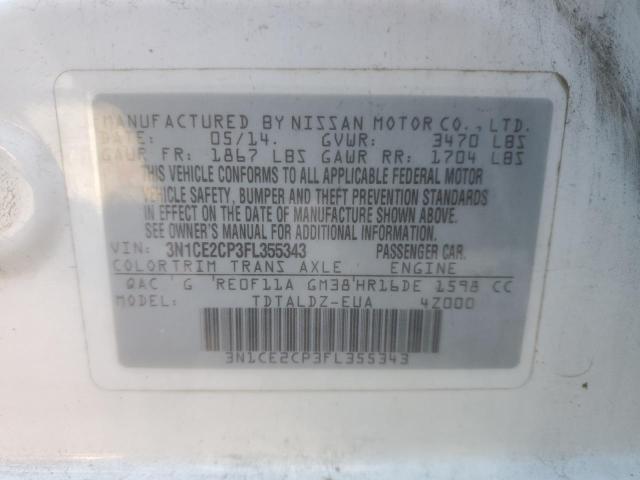 MANUFACTURED BY NISSAN MOTOR CO., LTD.
05/14. GVWR: 3470 LBS
GAWR FR: 1867 LBS GAWR RR: 1704 LBS
THIS VEHICLE CONFORMS TO ALL APPLICABLE FEDERAL MOTOR
VEHICLE SAFETY, BUMPER AND THEFT PREVENTION STANDARDS
IN EFFECT ON THE DATE OF MANUFACTURE SHOWN ABOVE.
SEE OWNER'S MANUAL FOR ADDITIONAL INFORMATION.
VIN: 3N1CE2CP3FL355343 PASSENGER CAR.
COLOR TRIM TRANS AXLE ENGINE
QAC G RE0F11A GM38 HR16DE 1598 CC
MODEL: TDTALDZ-EUA 4Z000
3N1CE2CP3FL355343